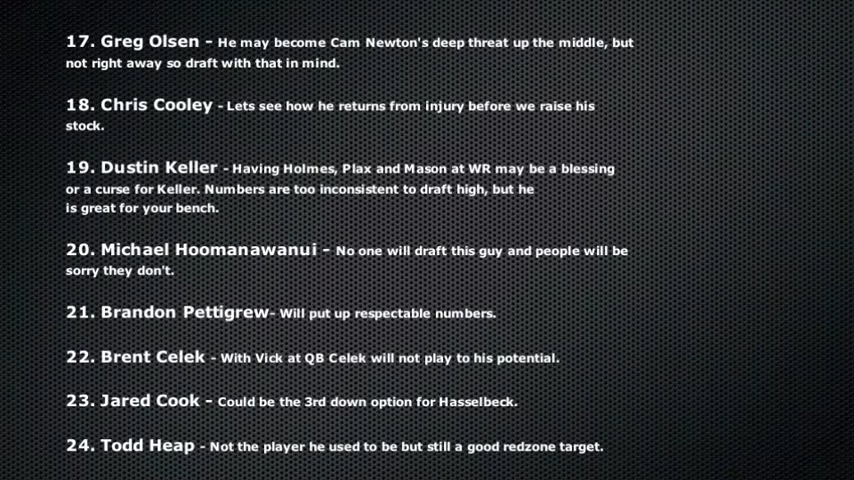 17. Greg Olsen - He may become Cam Newton's deep threat up the middle, but
not right away so draft with that in mind.
18. Chris Cooley - Lets see how he returns from injury before we raise his
stock.
19. Dustin Keller - Having Holmes, Plax and Mason at WR may be a blessing
or a curse for Keller. Numbers are too inconsistent to draft high, but he
is great for your bench.
20. Michael Hoomanawanui - No one will draft this guy and people will be
sorry they don't.
21. Brandon Pettigrew- Will put up respectable numbers.
22. Brent Celek - With Vick at QB Celek will not play to his potential.
23. Jared Cook - Could be the 3rd down option for Hasselbeck.
24. Todd Heap - Not the player he used to be but still a good redzone target.